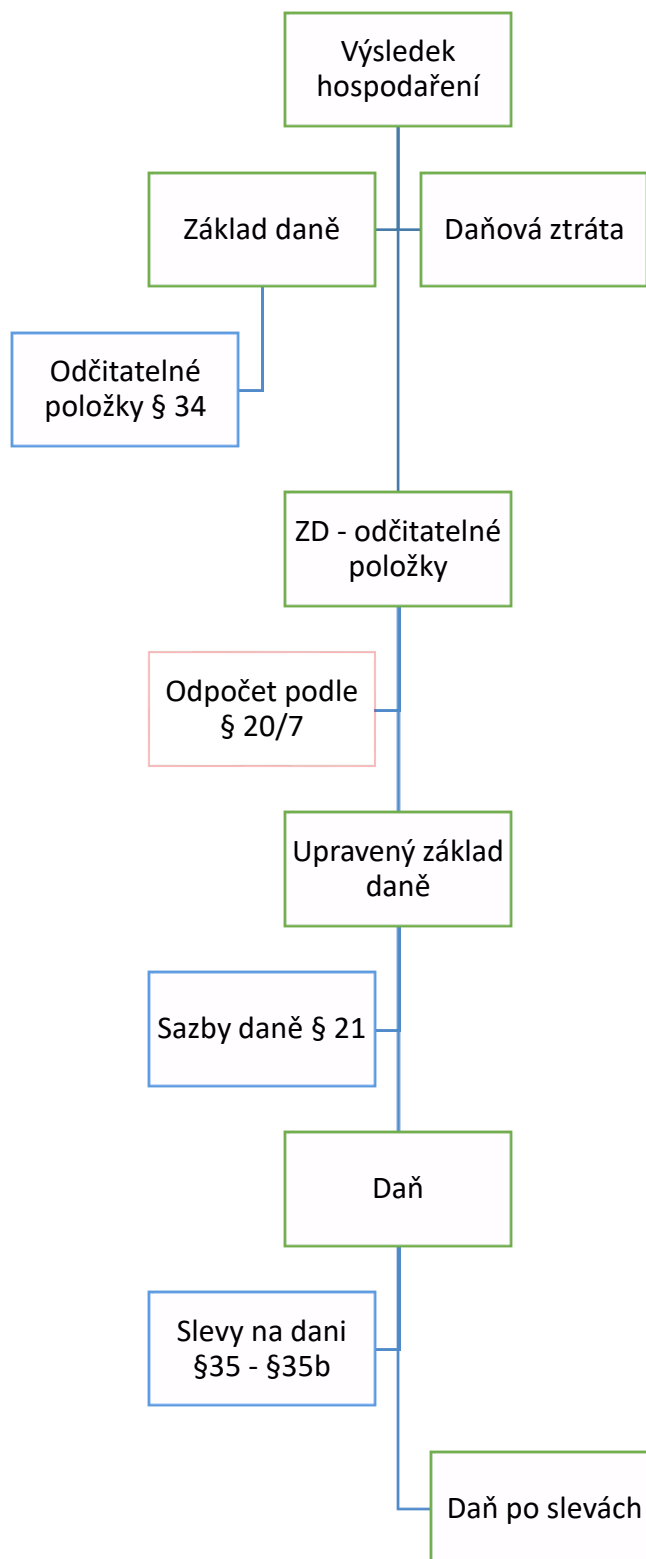 Výsledek
hospodaření
Základ daně
Daňová ztráta
Odčitatelné
položky § 34
ZD - odčitatelné
položky
Odpočet podle
§ 20/7
Upravený základ
daně
Sazby daně § 21
Daň
Slevy na dani
§35 - §35b
Daň po slevách